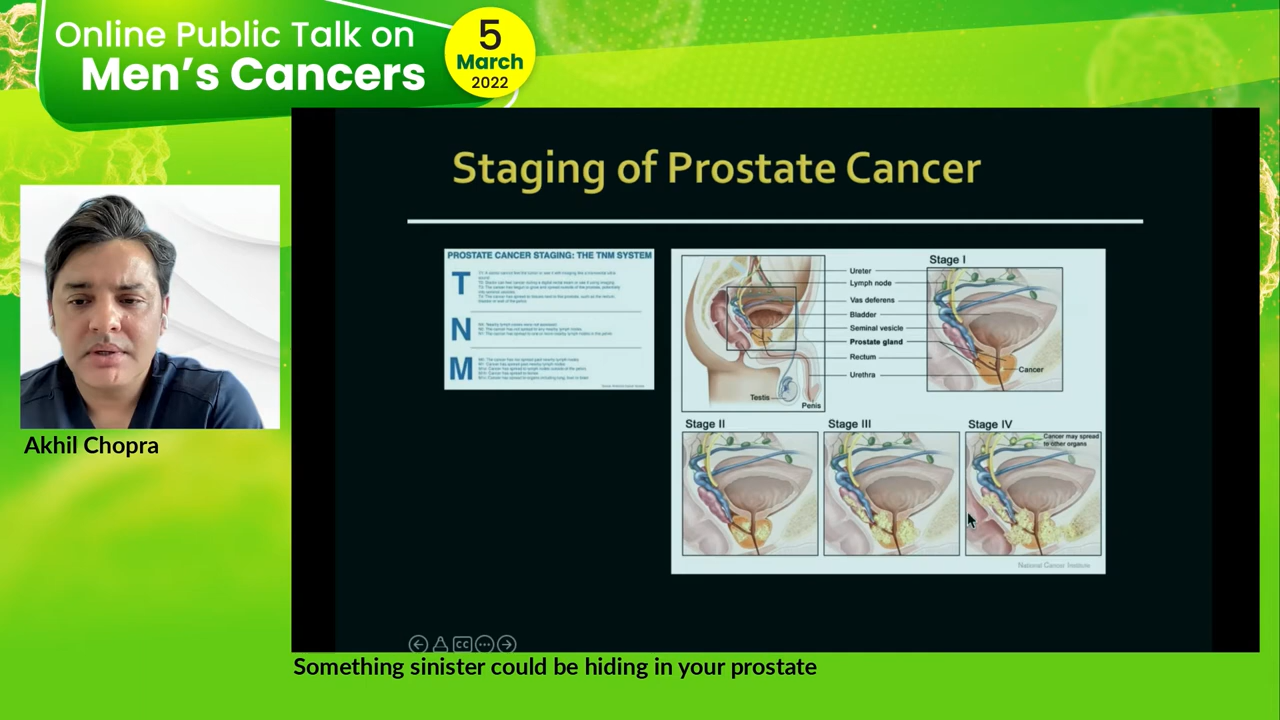 Online Public Talk on
Men's Cancers
5
March
2022
Staging of Prostate Cancer
PROSTATE CANCER STAGING: THE TNM SYSTEM
T
N
M
Ureter
Lymph node
Vas deferens
Bladder
Seminal vesicle
Prostate gland
Rectum
Urethra
Testis
Penis
Stage I
Cancer
Stage II
Stage III
Stage IV
Cancer may spread
to other organs
National Cancer Institute
CC
Akhil Chopra
Something sinister could be hiding in your prostate